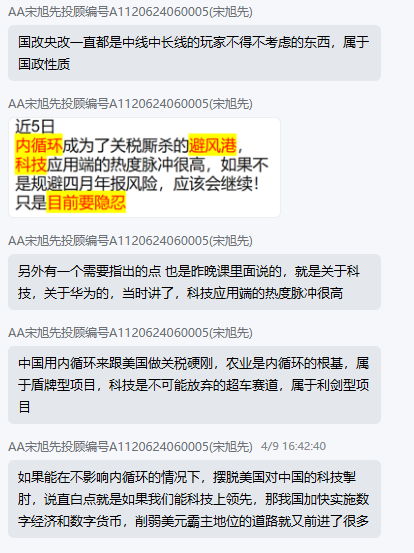 AA宋旭先投顾编号A1120624060005(宋旭先)
国改央改一直都是中线中长线的玩家不得不考虑的东西，属于
国政性质
AA宋旭先投顾编号A1120624060005(宋旭先)
近5日
内循环成为了关税厮杀的避风港，
科技应用端的热度脉冲很高，如果不
是规避四月年报风险，应该会继续！
只是目前要隐忍
AA宋旭先投顾编号A1120624060005(宋旭先)
另外有一个需要指出的点 也是昨晚课里面说的，就是关于科
技，关于华为的，当时讲了，科技应用端的热度脉冲很高
AA宋旭先投顾编号A1120624060005(宋旭先)
中国用内循环来跟美国做关税硬刚，农业是内循环的根基，属
于盾牌型项目，科技是不可能放弃的超车赛道，属于利剑型项
目
AA宋旭先投顾编号A1120624060005(宋旭先) 4/9 16:42:40
如果能在不影响内循环的情况下，摆脱美国对中国的科技掣
肘，说直白点就是如果我们能科技上领先，那我国加快实施数
字经济和数字货币，削弱美元霸主地位的道路就又前进了很多